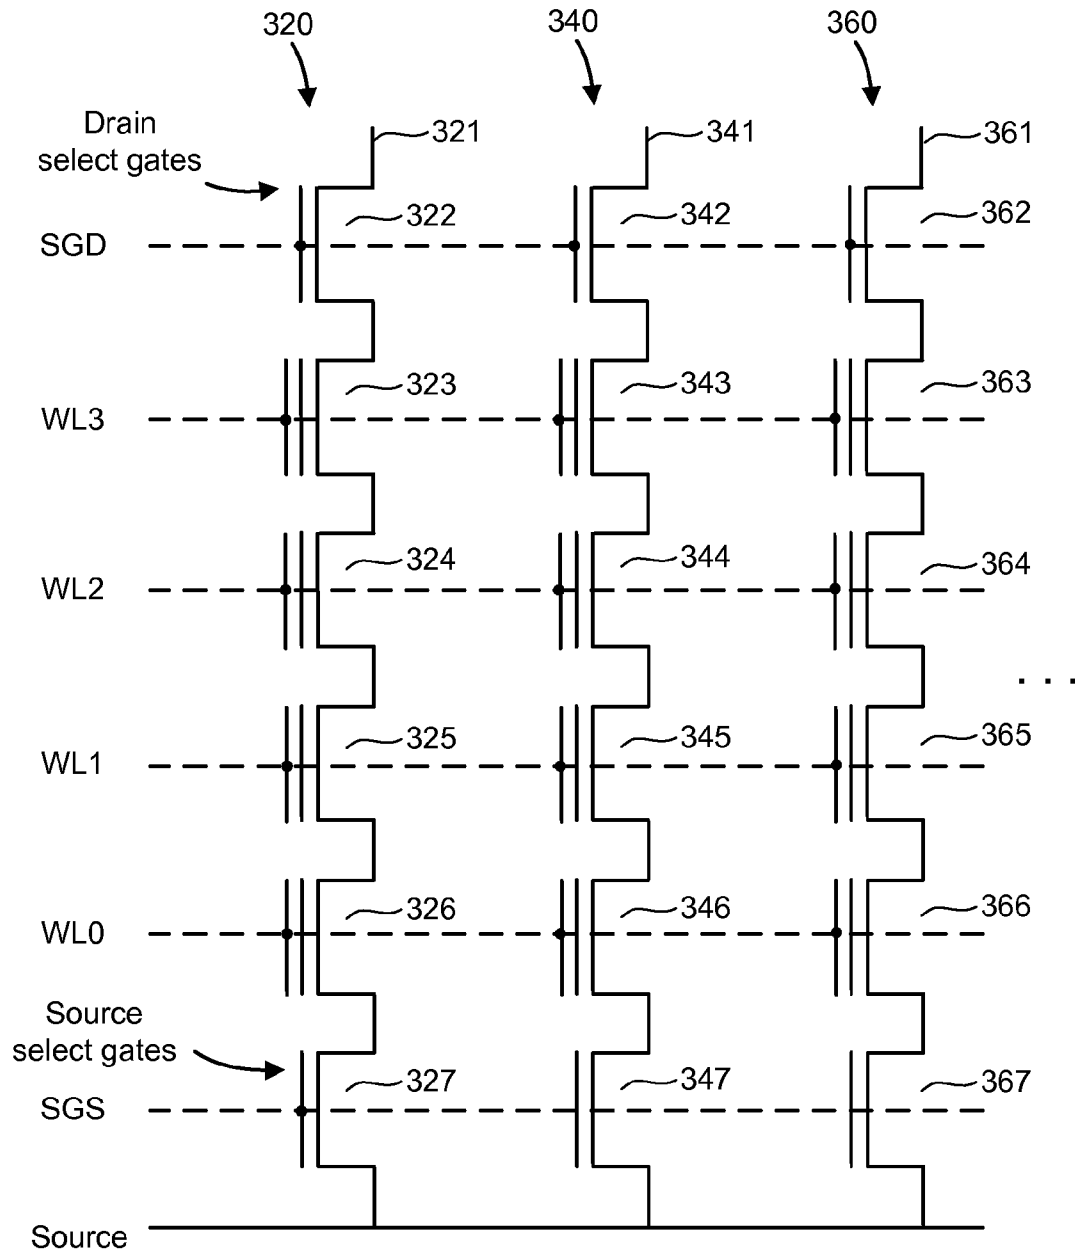 320 340 360
Drain
select gates
321 341 361
322 342 362
SGD
323 343 363
WL3
324 344 364
WL2
. . .
325 345 365
WL1
326 346 366
WL0
Source
select gates
327 347 367
SGS
Source